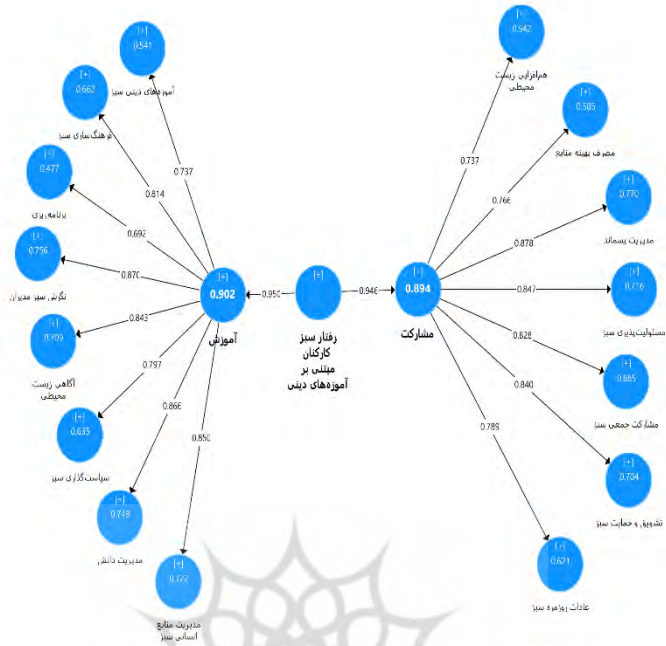 [+]
0.541
آموزه‌های دینی سبز
[+]
0.662
فرهنگ‌سازی سبز
[+]
0.477
برنامه‌ریزی
[+]
0.756
نگرش سبز مدیران
[+]
0.709
آگاهی زیست
محیطی
[+]
0.635
سیاست‌گذاری سبز
[+]
0.749
مدیریت دانش
[+]
0.722
مدیریت منابع
انسانی سبز
0.737
0.814
0.692
0.870
0.843
0.797
0.866
0.850
[+]
0.902
آموزش
0.950
[+]
رفتار سبز
کارکنان
مبتنی بر
آموزه‌های دینی
0.946
[+]
0.894
مشارکت
0.737
0.766
0.878
0.847
0.828
0.840
0.789
[+]
0.542
هم‌افزایی زیست
محیطی
[+]
مصرف بهینه منابع
[+]
0.770
مدیریت پسماند
[+]
0.716
مسئولیت‌پذیری سبز
[+]
0.685
مشارکت جمعی سبز
[+]
0.704
تشویق و حمایت سبز
[+]
0.621
عادات روزمره سبز